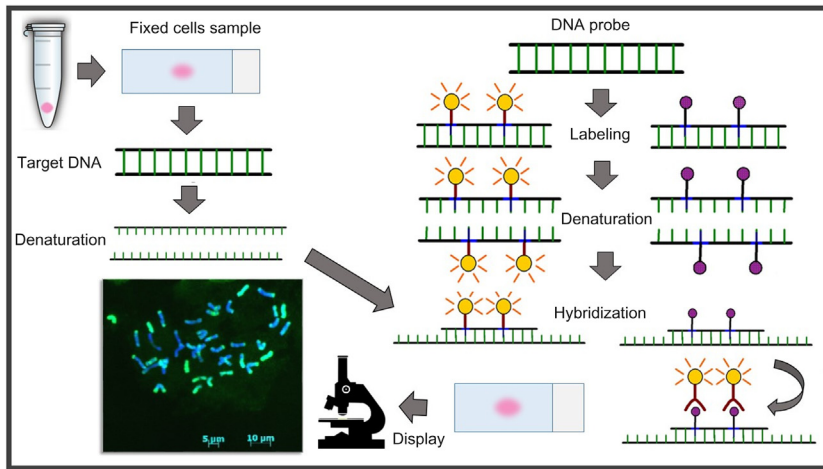 Fixed cells sample
DNA probe
Labeling
Target DNA
Denaturation
Denaturation
Hybridization
5 µm
10 µm
Display